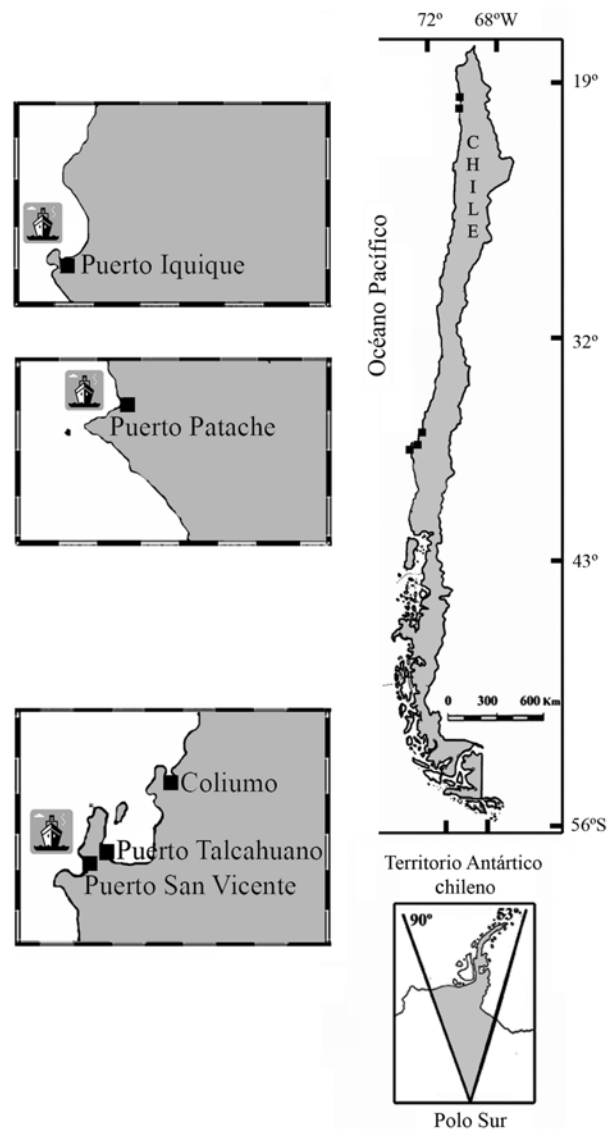 Puerto Iquique
Puerto Patache
Coliumo
Puerto Talcahuano
Puerto San Vicente
72º 68ºW
19º
CHILE
Océano Pacífico
32º
43º
0 300 600 Km
56ºS
Territorio Antártico
chileno
90º 53º
Polo Sur